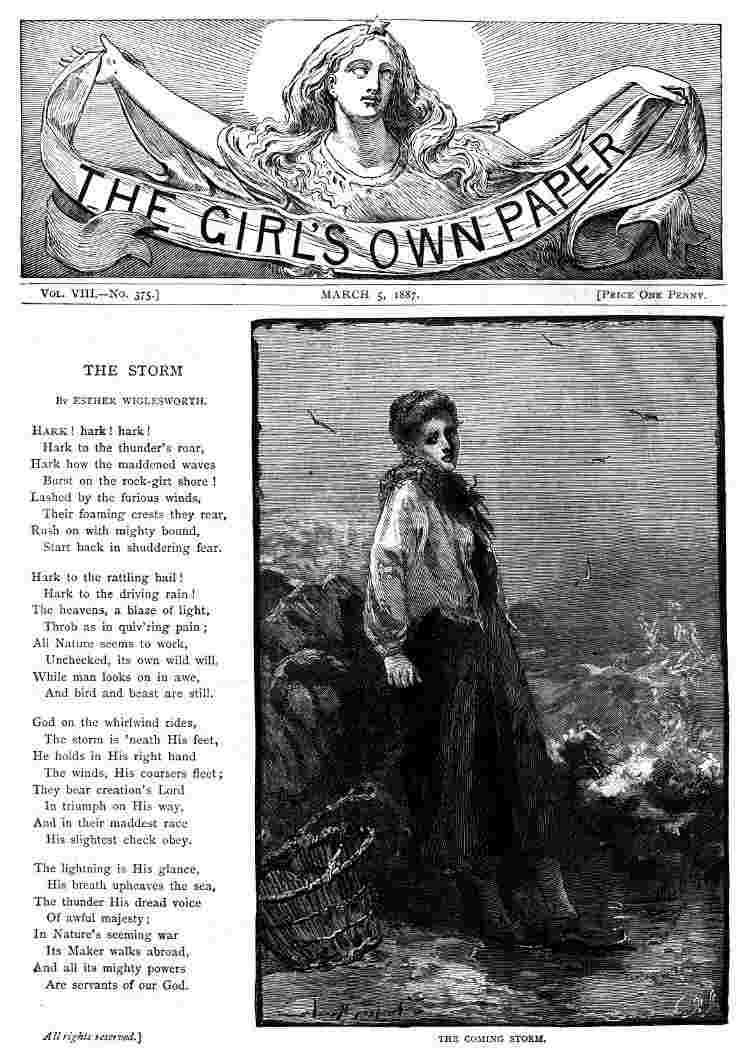 THE GIRL'S OWN PAPER
VOL. VIII.—NO. 375.]
MARCH 5, 1887.
[PRICE ONE PENNY.
THE STORM
BY ESTHER WIGLESWORTH.
HARK! hark! hark!
Hark to the thunder's roar,
Hark how the maddened waves
Burst on the rock-girt shore!
Lashed by the furious winds,
Their foaming crests they rear,
Rush on with mighty bound,
Start back in shuddering fear.
Hark to the rattling hail!
Hark to the driving rain!
The heavens, a blaze of light,
Throb as in quiv'ring pain;
All Nature seems to work,
Unchecked, its own wild will,
While man looks on in awe,
And bird and beast are still.
God on the whirlwind rides,
The storm is 'neath His feet,
He holds in His right hand
The winds, His coursers fleet;
They bear creation's Lord
In triumph on His way,
And in their maddest race
His slightest check obey.
The lightning is His glance,
His breath upheaves the sea,
The thunder His dread voice
Of awful majesty;
In Nature's seeming war
Its Maker walks abroad,
And all its mighty powers
Are servants of our God.
All rights reserved.]
THE COMING STORM.